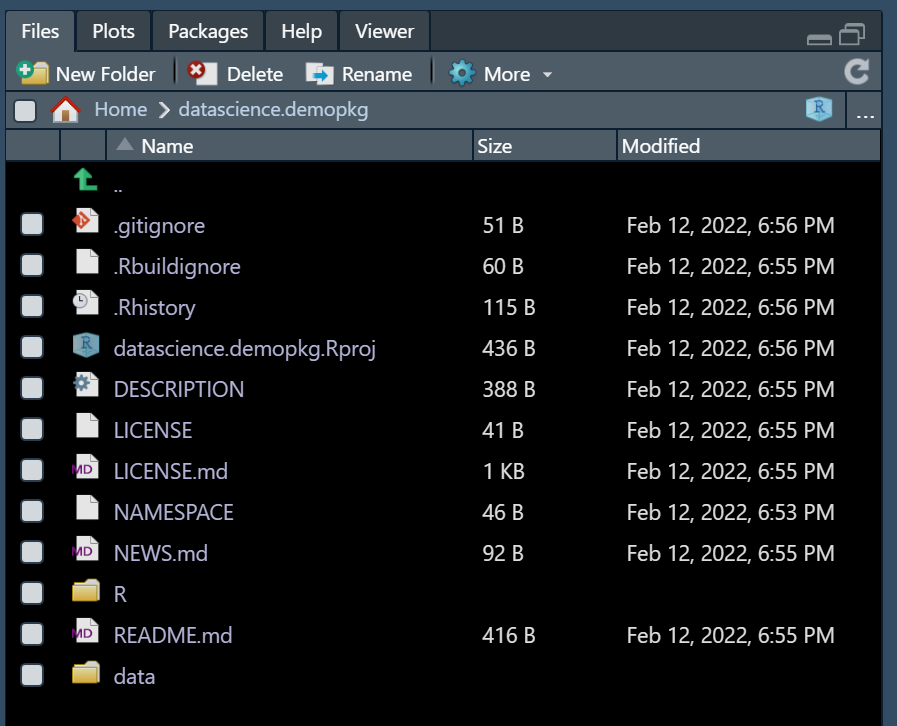 Files Plots Packages Help Viewer
New Folder Delete Rename More
Home datascience.demopkg R ...
Name Size Modified
..
.gitignore 51 B Feb 12, 2022, 6:56 PM
.Rbuildignore 60 B Feb 12, 2022, 6:55 PM
.Rhistory 115 B Feb 12, 2022, 6:56 PM
R datascience.demopkg.Rproj 436 B Feb 12, 2022, 6:56 PM
DESCRIPTION 388 B Feb 12, 2022, 6:55 PM
LICENSE 41 B Feb 12, 2022, 6:55 PM
MD LICENSE.md 1 KB Feb 12, 2022, 6:55 PM
NAMESPACE 46 B Feb 12, 2022, 6:53 PM
MD NEWS.md 92 B Feb 12, 2022, 6:55 PM
R
MD README.md 416 B Feb 12, 2022, 6:55 PM
data